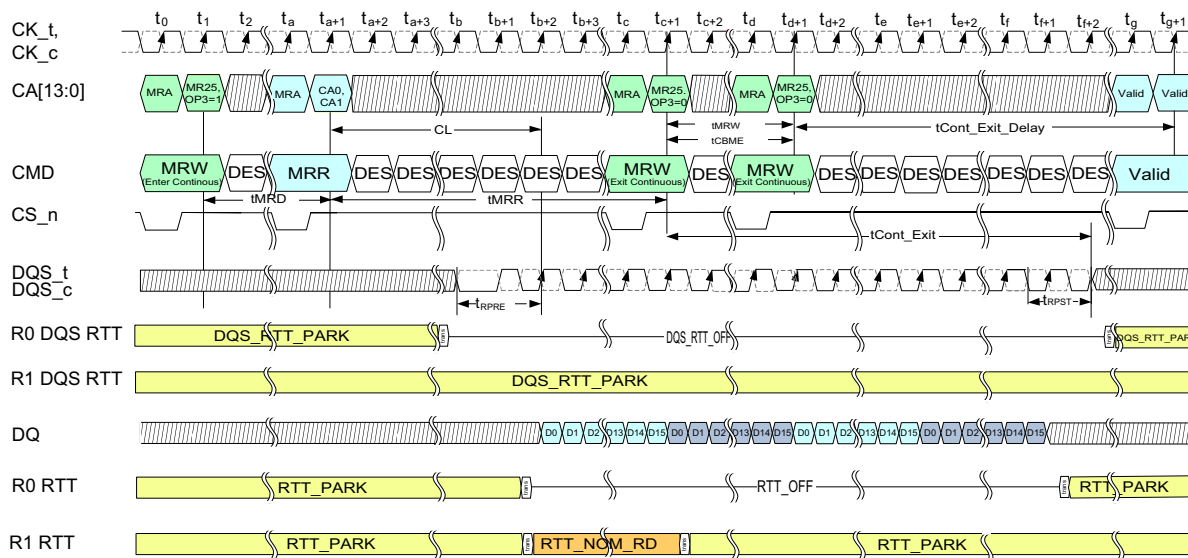 t0 t1 t2 ta ta+1 ta+2 ta+3 tb tb+1 tb+2 tb+3 tc tc+1 tc+2 td td+1 td+2 te te+1 te+2 tf tf+1 tf+2 tg tg+1
CK_t,
CK_c
CA[13:0]
MRA MR25, OP3=1 MRA CA0, CA1 MRA MR25. OP3=0 MRA MR25, OP3=0 Valid Valid
CL tMRW tCont_Exit_Delay
tCBME
CMD MRW DES MRR DES DES DES DES DES DES MRW DES MRW DES DES DES DES DES DES DES Valid
(Enter Continous) (Exit Continuous) (Exit Continuous)
tMRD tMRR
CS_n
tCont_Exit
DQS_t
DQS_c
tRPRE tRPST
R0 DQS RTT DQS_RTT_PARK trans DQS_RTT_OFF trans DQS_RTT_PAR
R1 DQS RTT DQS_RTT_PARK
DQ D0 D1 D2 D13 D14 D15 D0 D1 D2 D13 D14 D15 D0 D1 D2 D13 D14 D15 D0 D1 D2 D13 D14 D15
R0 RTT RTT_PARK trans RTT_OFF trans RTT_PARK
R1 RTT RTT_PARK trans RTT_NOM_RD trans RTT_PARK